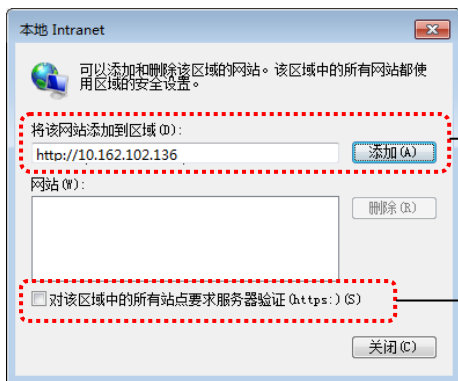 本地 Intranet
可以添加和删除该区域的网站。该区域中的所有网站都使
用区域的安全设置。
将该网站添加到区域(D):
http://10.162.102.136
添加(A)
网站(W):
删除(R)
对该区域中的所有站点要求服务器验证(https:)(S)
关闭(C)